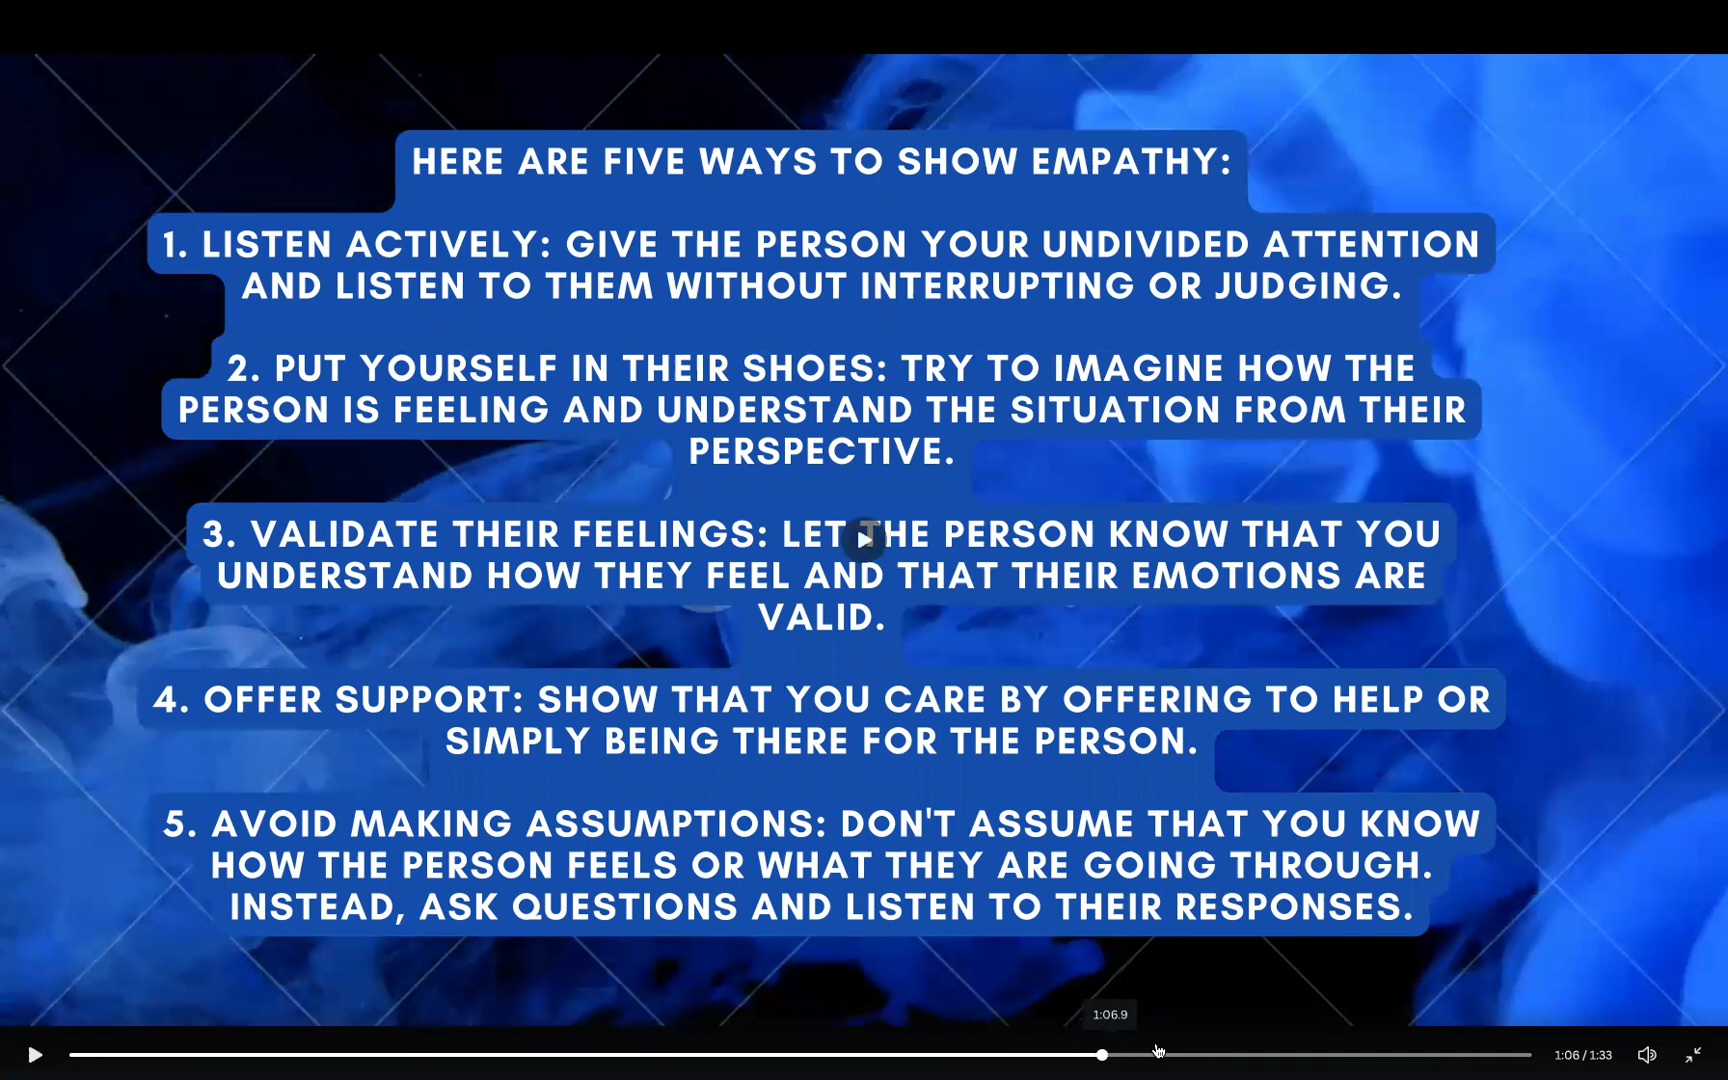 HERE ARE FIVE WAYS TO SHOW EMPATHY:
1. LISTEN ACTIVELY: GIVE THE PERSON YOUR UNDIVIDED ATTENTION
AND LISTEN TO THEM WITHOUT INTERRUPTING OR JUDGING.
2. PUT YOURSELF IN THEIR SHOES: TRY TO IMAGINE HOW THE
PERSON IS FEELING AND UNDERSTAND THE SITUATION FROM THEIR
PERSPECTIVE.
3. VALIDATE THEIR FEELINGS: LET THE PERSON KNOW THAT YOU
UNDERSTAND HOW THEY FEEL AND THAT THEIR EMOTIONS ARE
VALID.
4. OFFER SUPPORT: SHOW THAT YOU CARE BY OFFERING TO HELP OR
SIMPLY BEING THERE FOR THE PERSON.
5. AVOID MAKING ASSUMPTIONS: DON'T ASSUME THAT YOU KNOW
HOW THE PERSON FEELS OR WHAT THEY ARE GOING THROUGH.
INSTEAD, ASK QUESTIONS AND LISTEN TO THEIR RESPONSES.
1:06.9
1:06 / 1:33